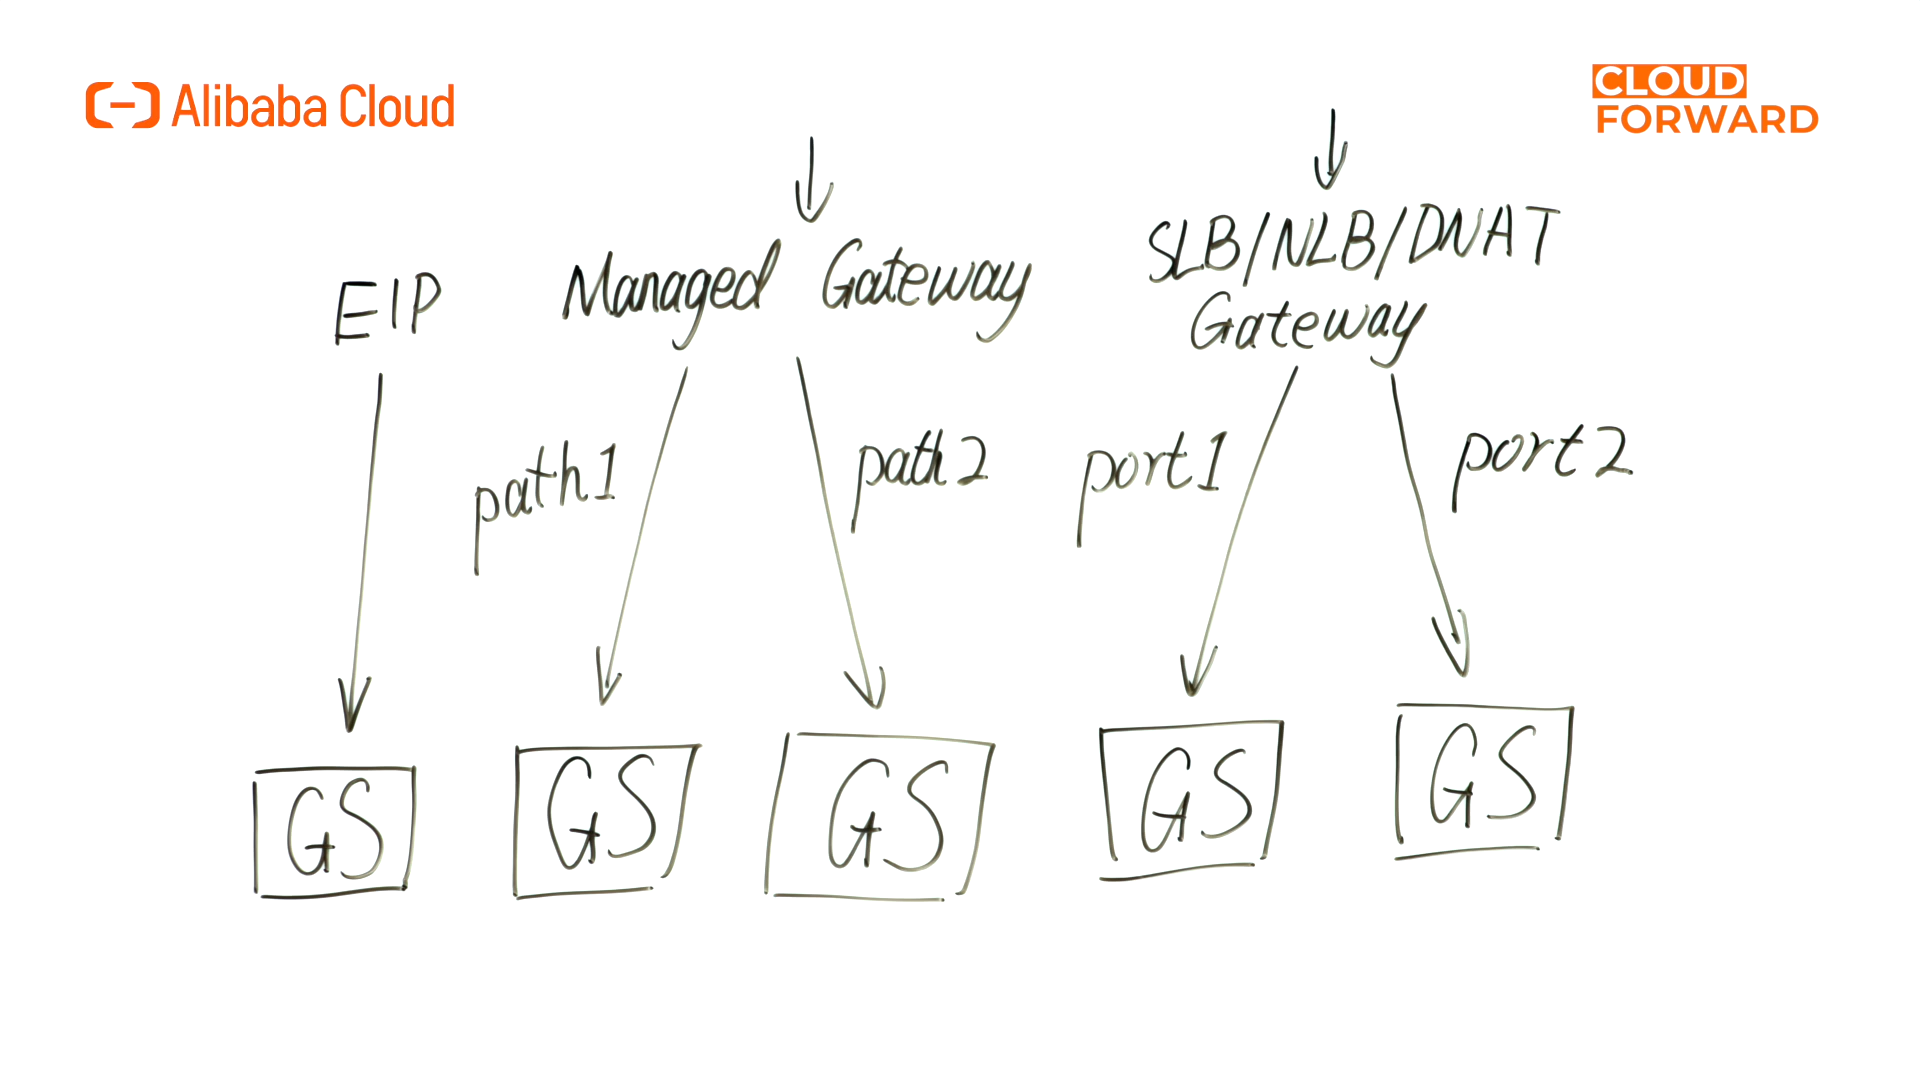 Alibaba Cloud
CLOUD
FORWARD
EIP
Managed Gateway
SLB/NLB/DNAT
Gateway
path1
path2
port1
port2
GS
GS
GS
GS
GS